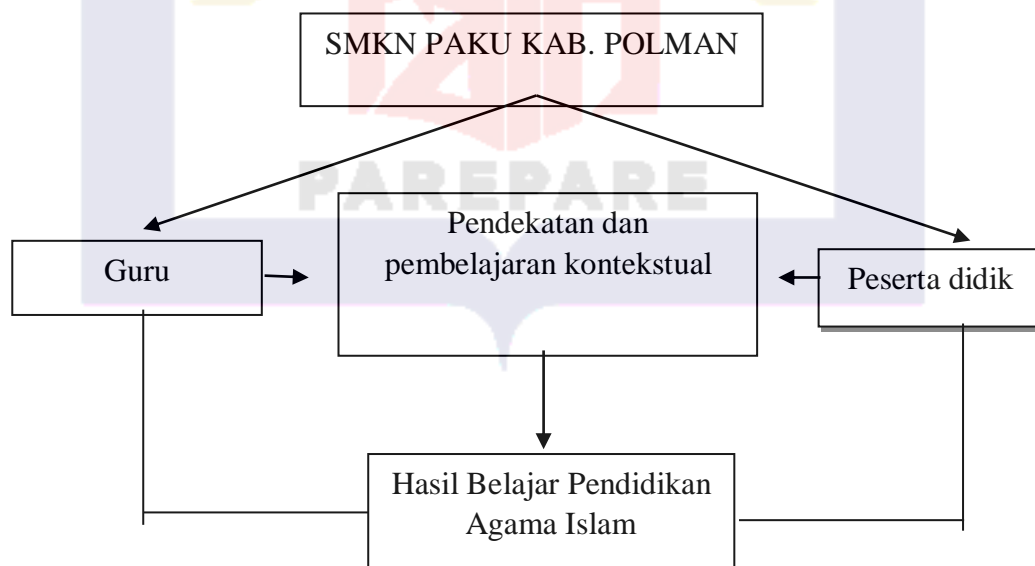 SMKN PAKU KAB. POLMAN
PAREPARE
Pendekatan dan
pembelajaran kontekstual
Guru
Peserta didik
Hasil Belajar Pendidikan
Agama Islam